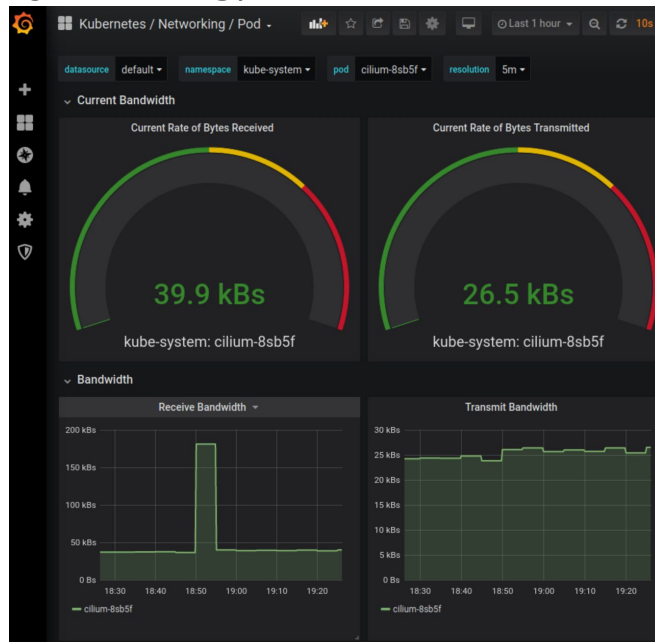 Kubernetes / Networking / Pod
Last 1 hour
10s
datasource default namespace kube-system pod cilium-8sb5f resolution 5m
Current Bandwidth
Current Rate of Bytes Received
39.9 kBs
kube-system: cilium-8sb5f
Current Rate of Bytes Transmitted
26.5 kBs
kube-system: cilium-8sb5f
Bandwidth
Receive Bandwidth
200 kBs
150 kBs
100 kBs
50 kBs
0 Bs
18:30 18:40 18:50 19:00 19:10 19:20
cilium-8sb5f
Transmit Bandwidth
30 kBs
25 kBs
20 kBs
15 kBs
10 kBs
5 kBs
0 Bs
18:30 18:40 18:50 19:00 19:10 19:20
cilium-8sb5f